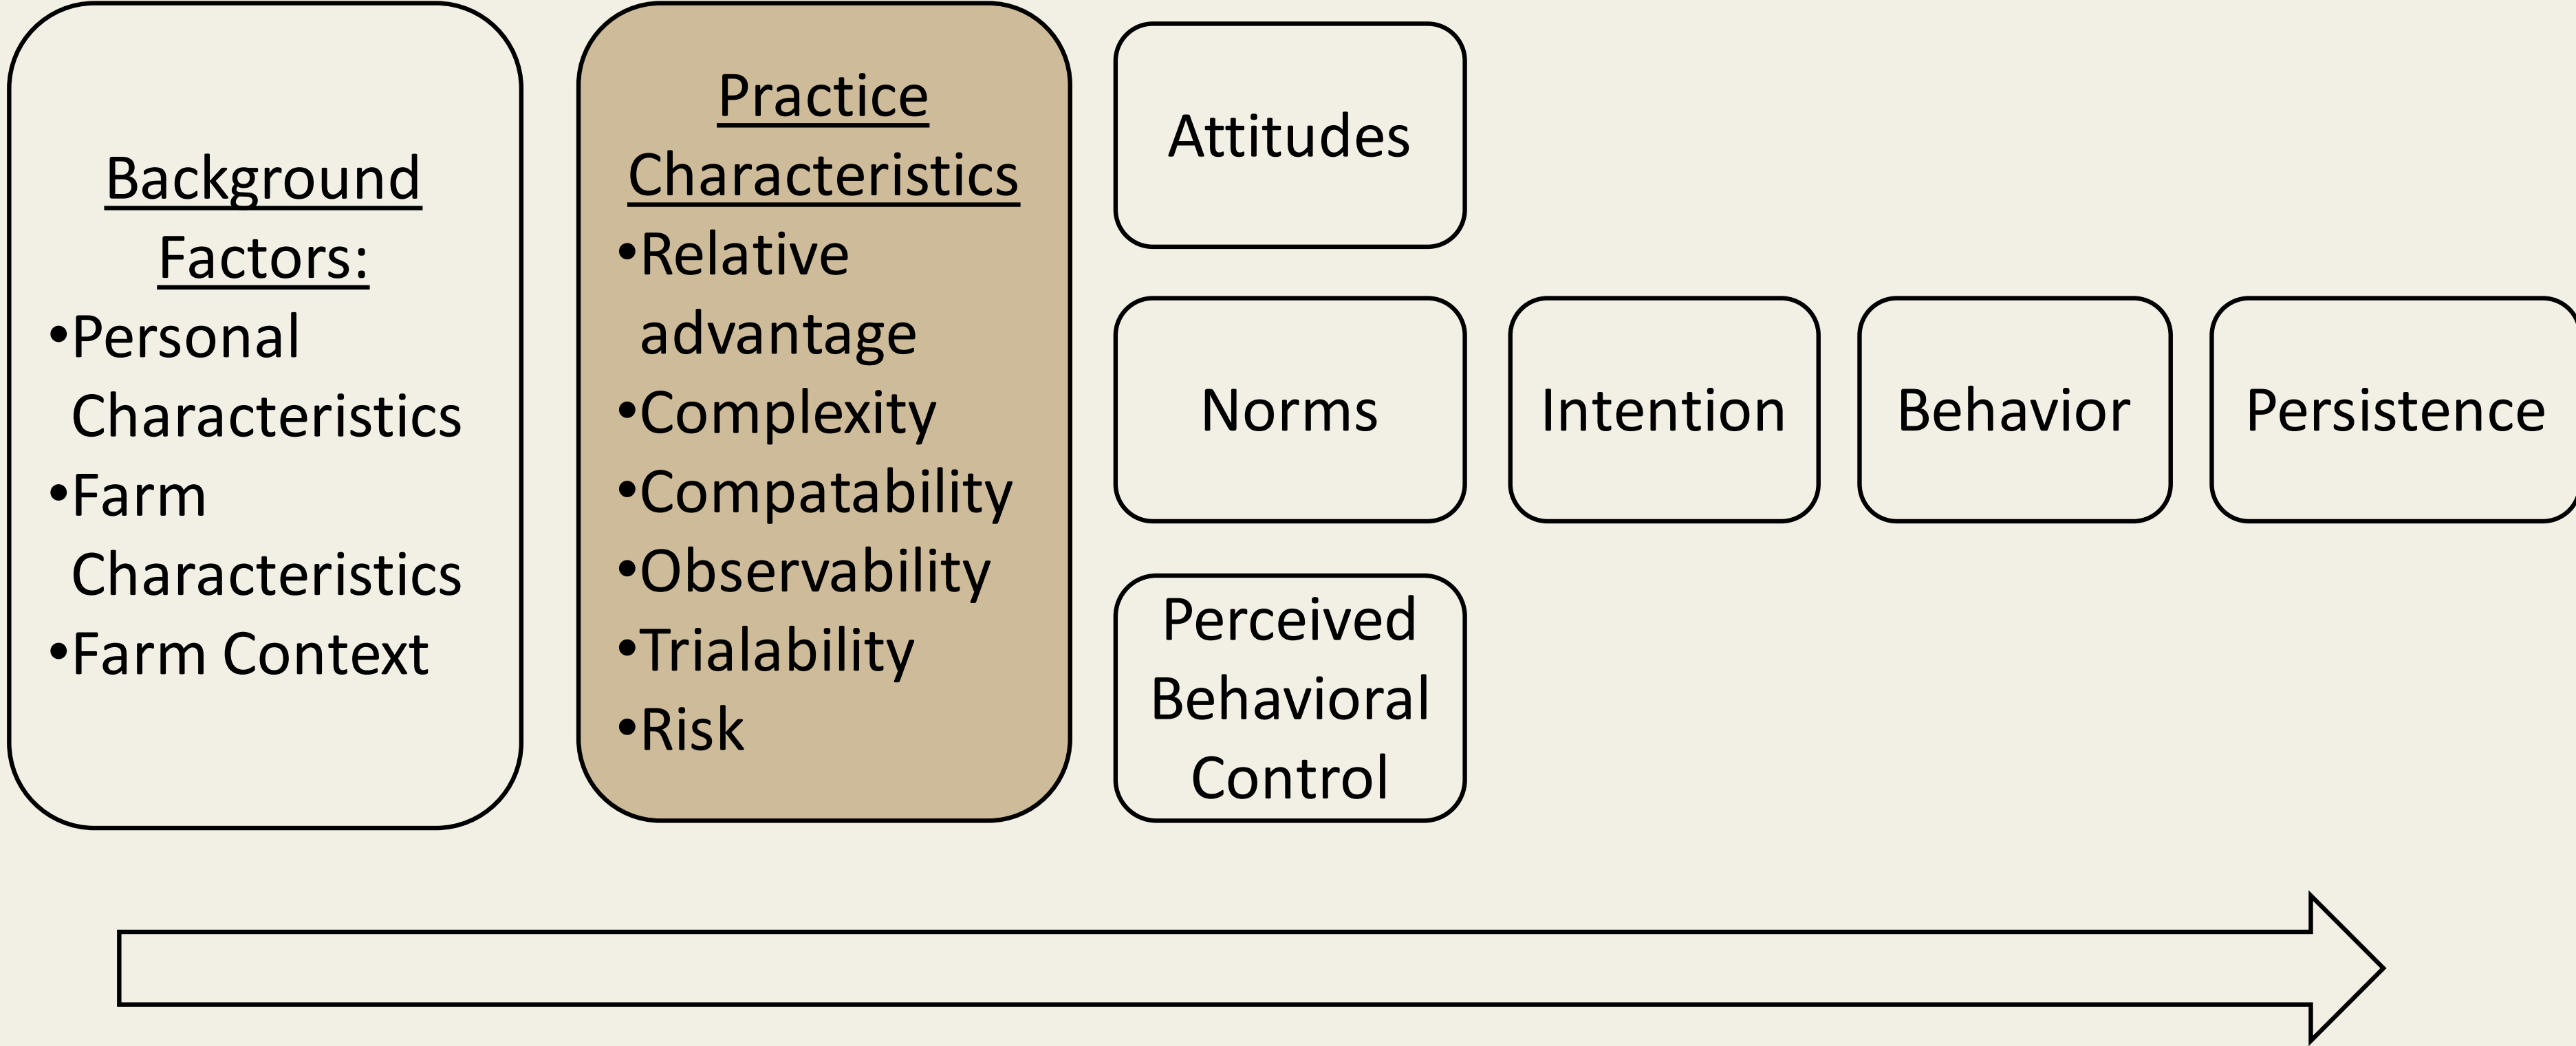 Background
Factors:
•Personal
Characteristics
•Farm
Characteristics
•Farm Context
Practice
Characteristics
•Relative
advantage
•Complexity
•Compatability
•Observability
•Trialability
•Risk
Attitudes
Norms
Perceived
Behavioral
Control
Intention
Behavior
Persistence